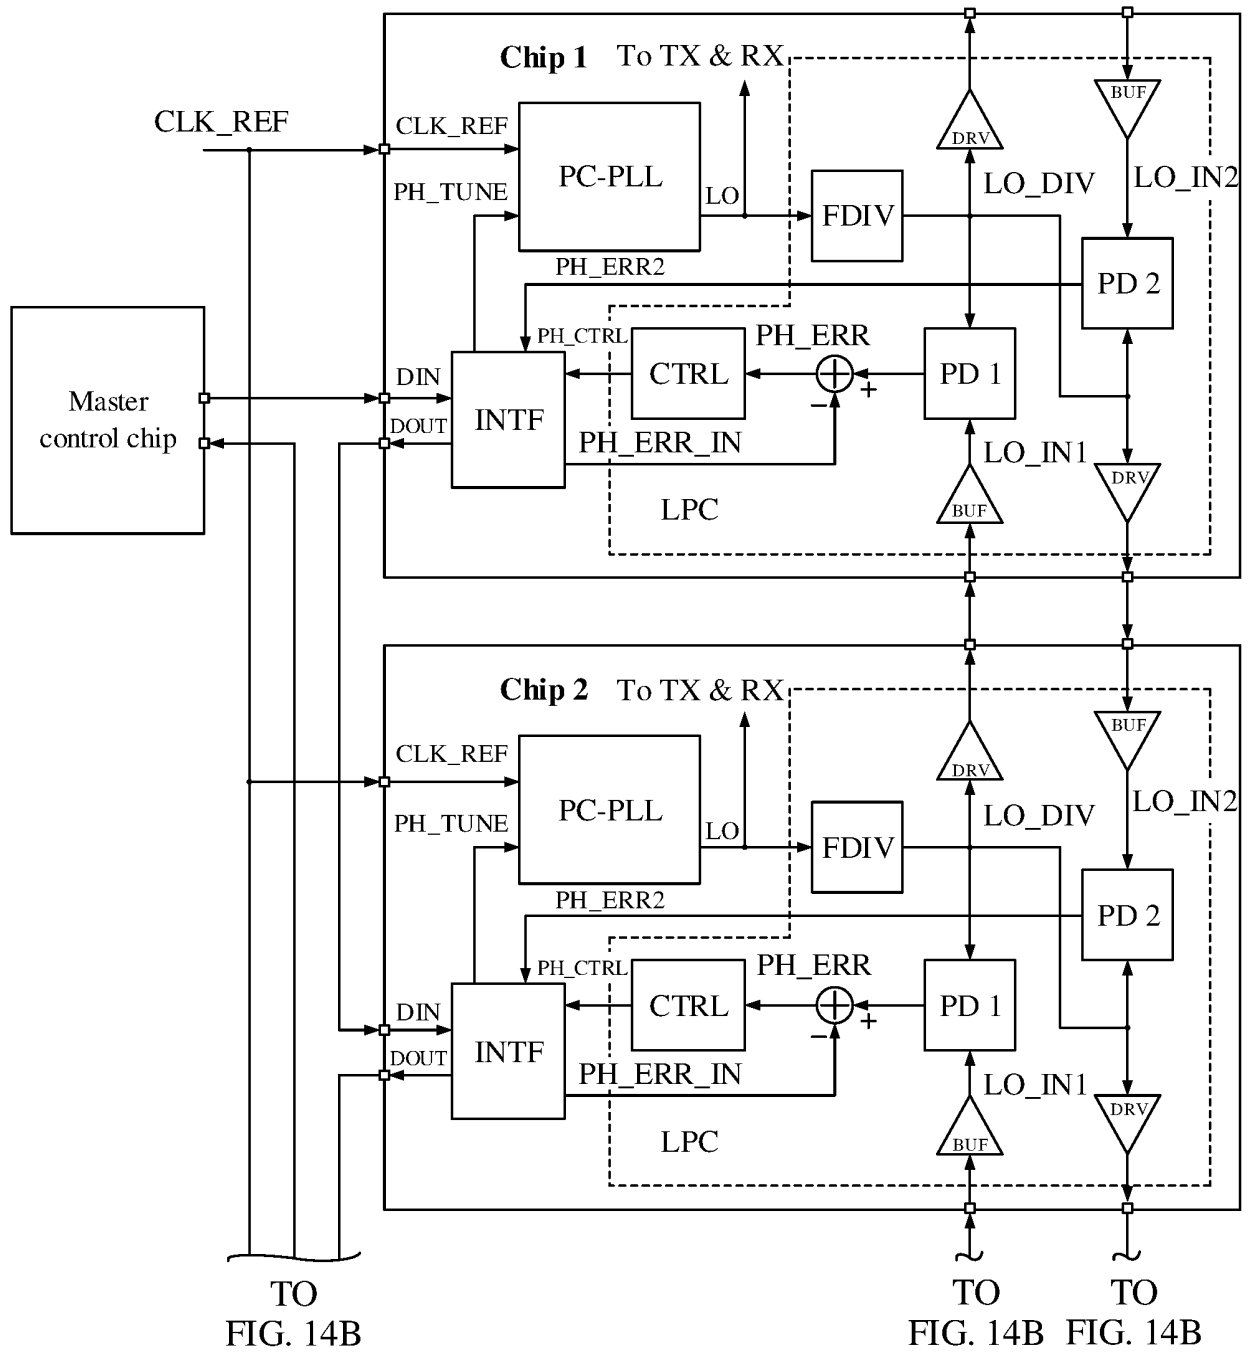 Chip 1 To TX & RX
BUF
CLK_REF
CLK_REF
DRV
PC-PLL
PH_TUNE
LO
FDIV
LO_DIV
LO_IN2
PH_ERR2
PD 2
PH_CTRL
PH_ERR
CTRL
PD 1
Master
control chip
DIN
DOUT
INTF
+
−
PH_ERR_IN
LO_IN1
DRV
LPC
BUF
Chip 2 To TX & RX
BUF
CLK_REF
DRV
PC-PLL
PH_TUNE
LO
FDIV
LO_DIV
LO_IN2
PH_ERR2
PD 2
PH_CTRL
PH_ERR
CTRL
PD 1
DIN
DOUT
INTF
+
−
PH_ERR_IN
LO_IN1
DRV
LPC
BUF
TO
FIG. 14B
TO
FIG. 14B
TO
FIG. 14B